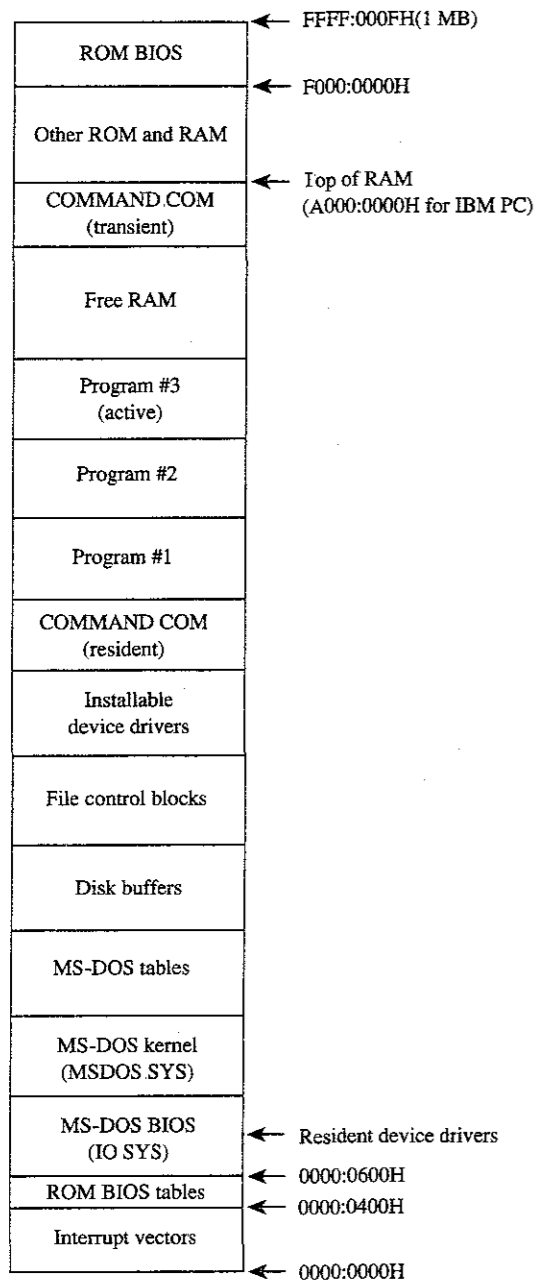 FFFF:000FH(1 MB)
ROM BIOS
F000:0000H
Other ROM and RAM
Top of RAM
(A000:0000H for IBM PC)
COMMAND.COM
(transient)
Free RAM
Program #3
(active)
Program #2
Program #1
COMMAND COM
(resident)
Installable
device drivers
File control blocks
Disk buffers
MS-DOS tables
MS-DOS kernel
(MSDOS.SYS)
MS-DOS BIOS
(IO SYS)
Resident device drivers
0000:0600H
ROM BIOS tables
0000:0400H
Interrupt vectors
0000:0000H